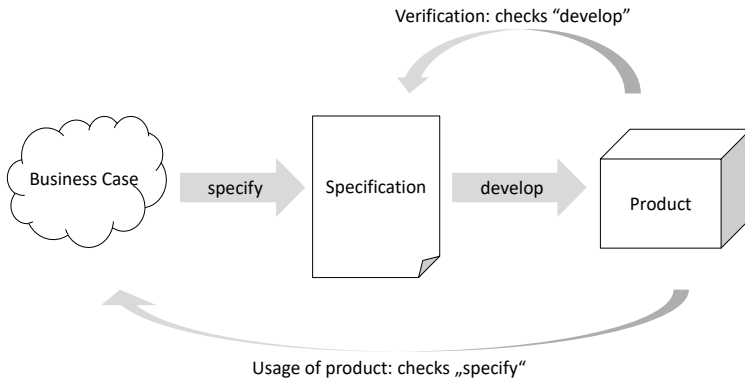 Verification: checks “develop”
Business Case
specify
Specification
develop
Product
Usage of product: checks „specify“